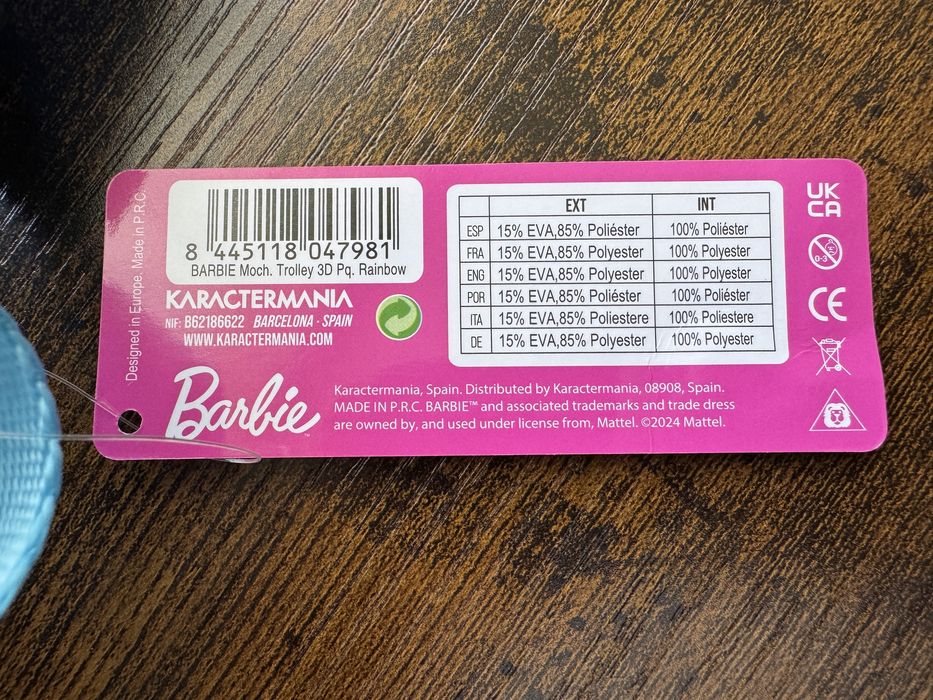 Designed in Europe. Made in P.R.C.
8 445118 047981
BARBIE Moch. Trolley 3D Pq. Rainbow
KARACTERMANIA
NIF: B62186622 BARCELONA - SPAIN
WWW.KARACTERMANIA.COM
EXT INT
ESP 15% EVA,85% Poliéster 100% Poliéster
FRA 15% EVA,85% Polyester 100% Polyester
ENG 15% EVA,85% Polyester 100% Polyester
POR 15% EVA,85% Poliéster 100% Poliéster
ITA 15% EVA,85% Poliestere 100% Poliestere
DE 15% EVA,85% Polyester 100% Polyester
UK
CA
0-3
CE
Barbie™
Karactermania, Spain. Distributed by Karactermania, 08908, Spain.
MADE IN P.R.C. BARBIE™ and associated trademarks and trade dress
are owned by, and used under license from, Mattel. ©2024 Mattel.